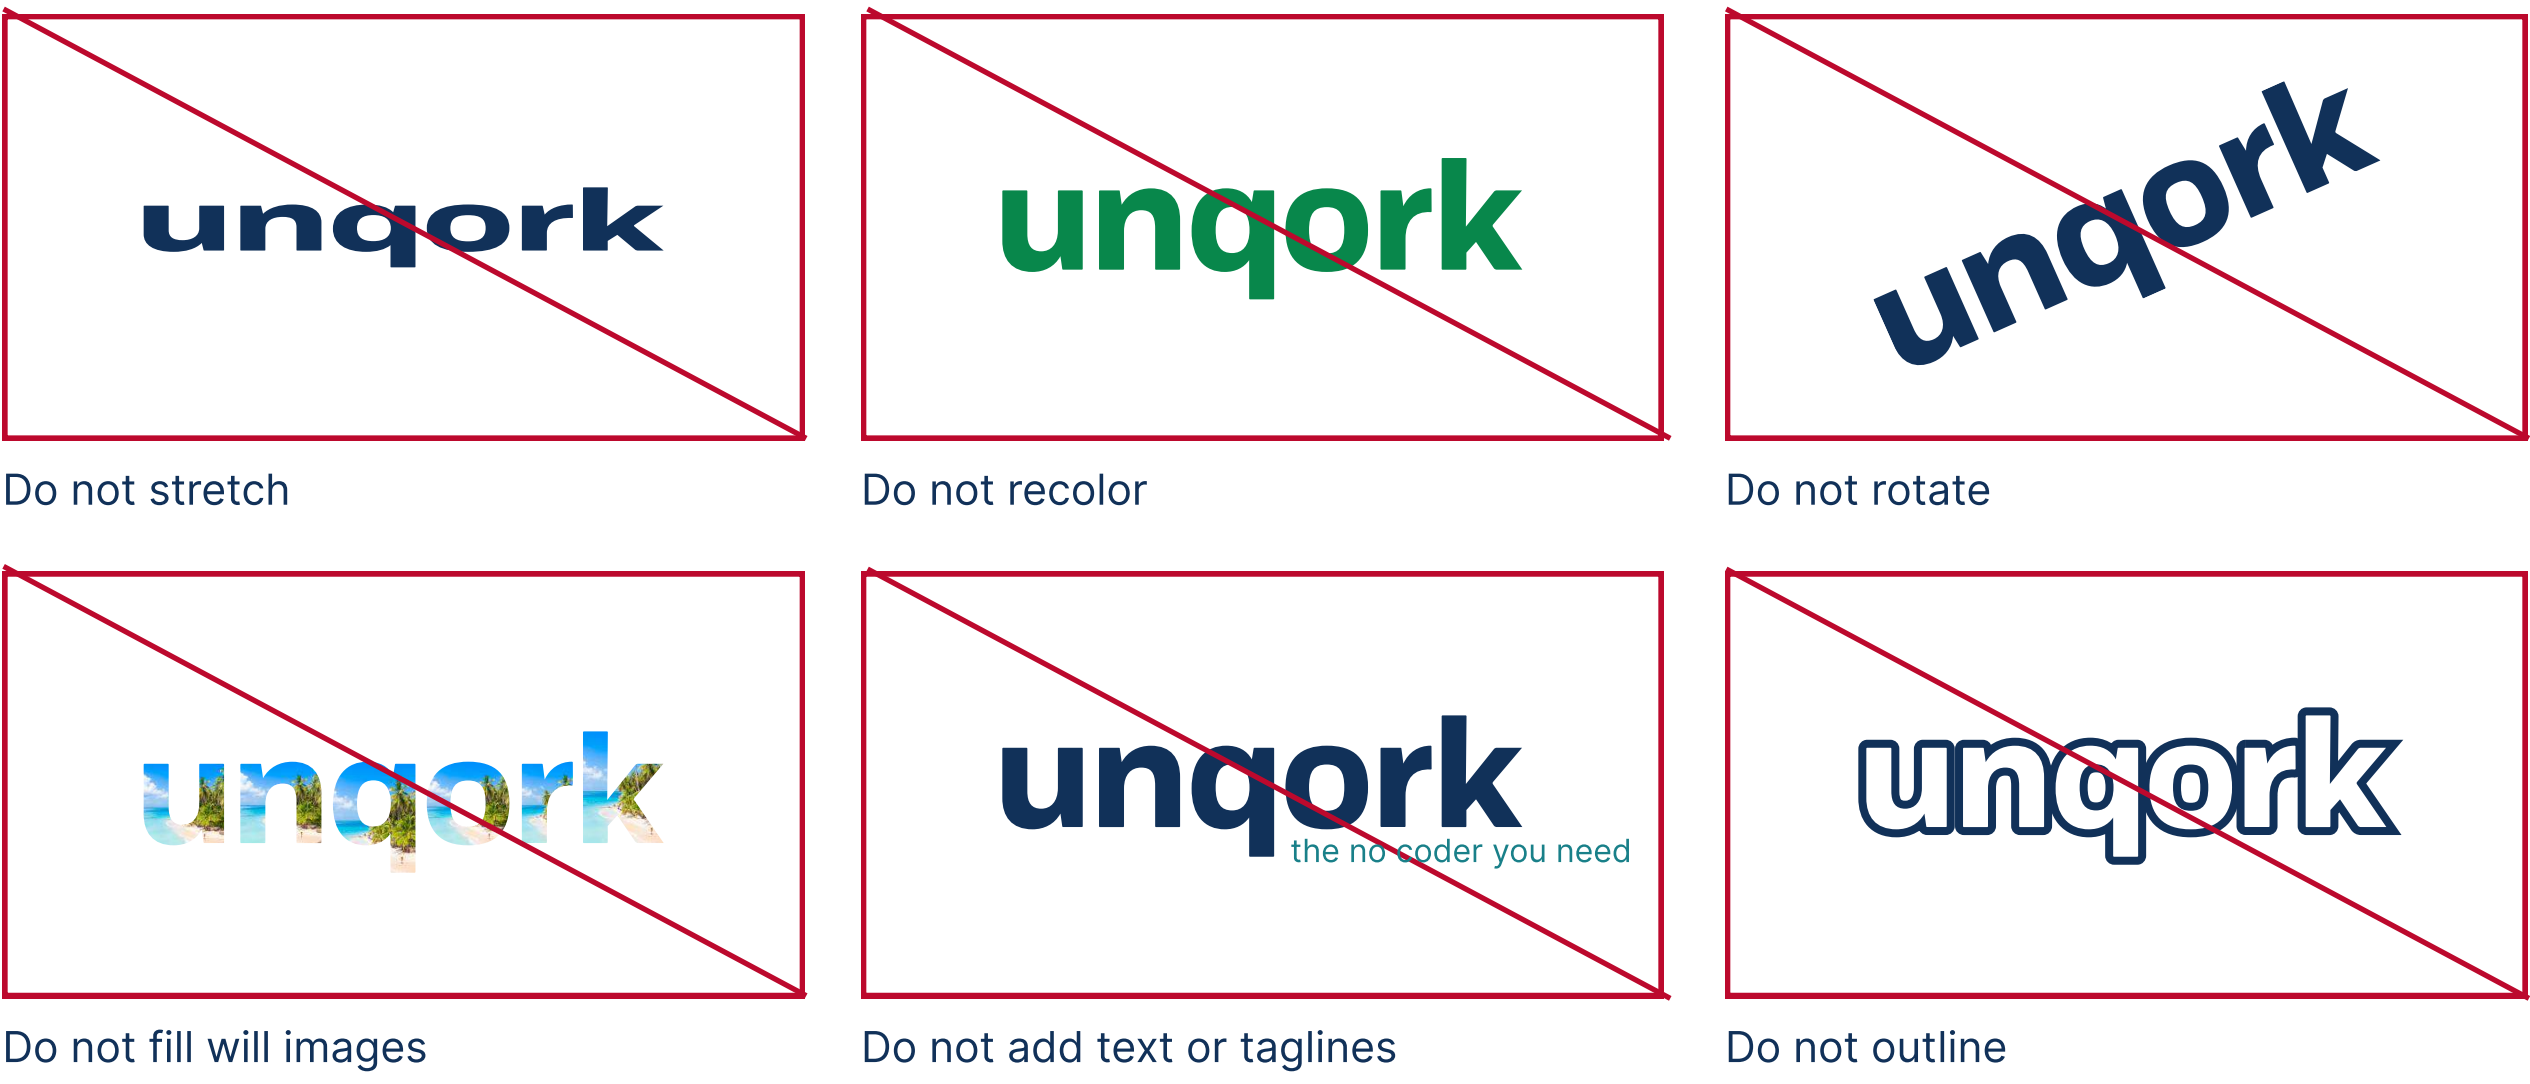 unqork
unqork
unqork
Do not stretch
Do not recolor
Do not rotate
unqork
unqork
the no coder you need
unqork
Do not fill will images
Do not add text or taglines
Do not outline